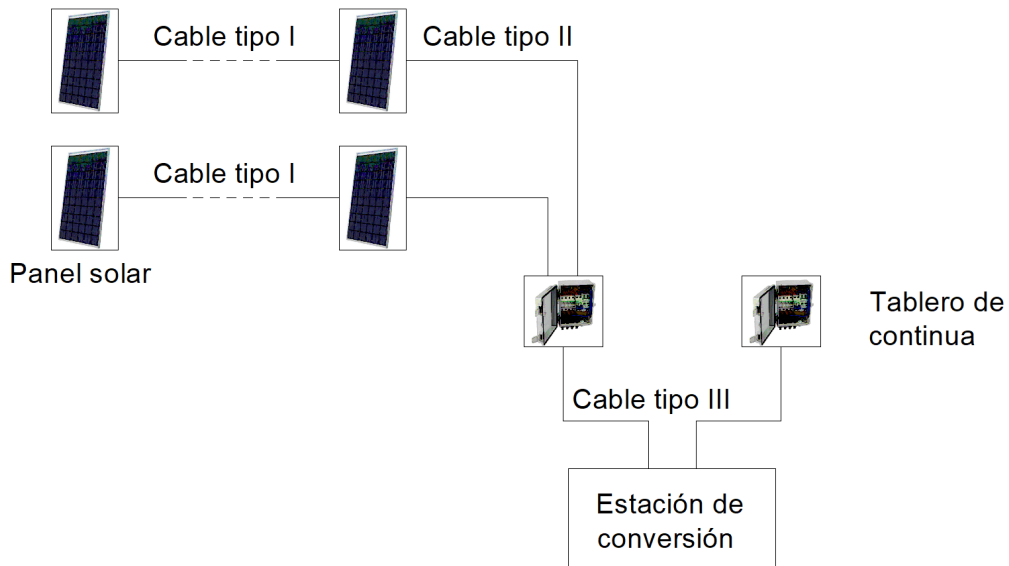 Cable tipo I
Cable tipo II
Cable tipo I
Panel solar
Tablero de
continua
Cable tipo III
Estación de
conversión